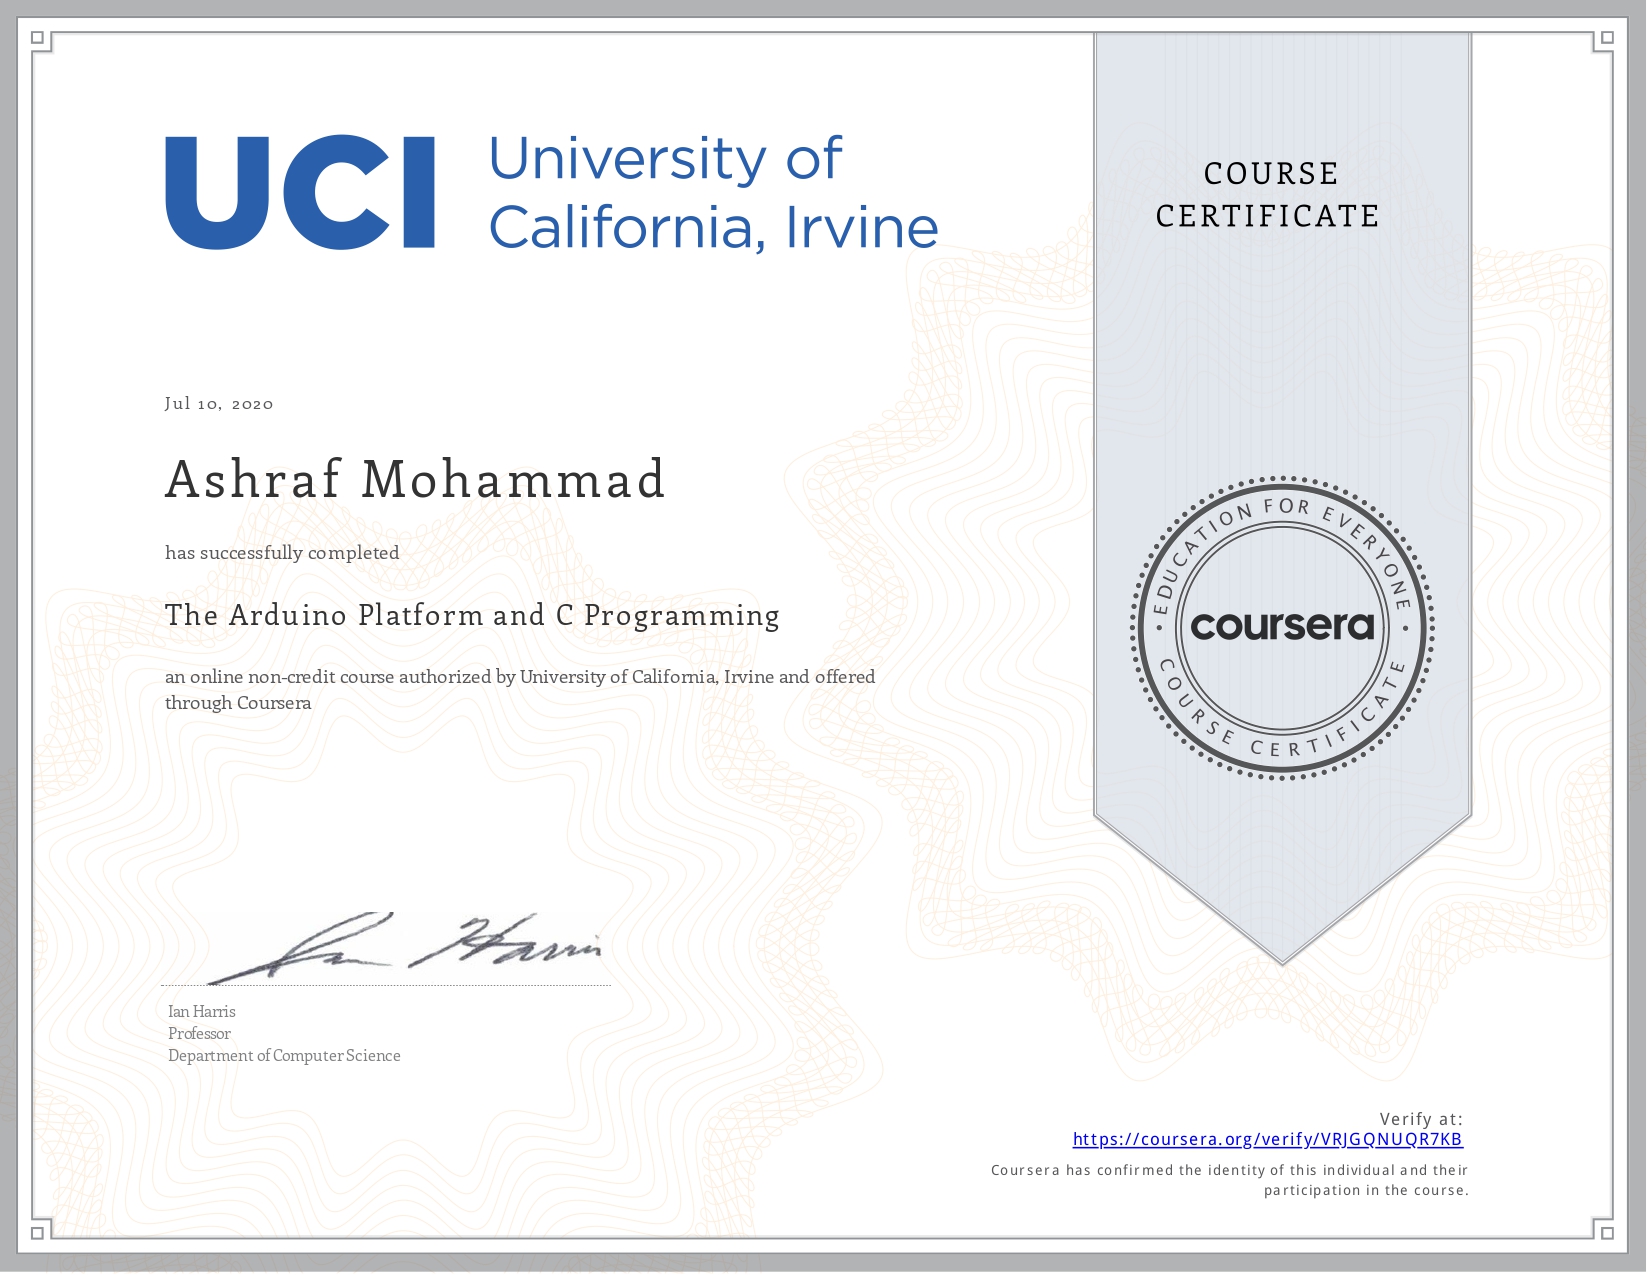 UCI University of
California, Irvine
COURSE
CERTIFICATE
Jul 10, 2020
Ashraf Mohammad
has successfully completed
The Arduino Platform and C Programming
an online non-credit course authorized by University of California, Irvine and offered
through Coursera
EDUCATION FOR EVERYONE
coursera
COURSE CERTIFICATE
Ian Harris
Ian Harris
Professor
Department of Computer Science
Verify at:
https://coursera.org/verify/VRJGQNUQR7KB
Coursera has confirmed the identity of this individual and their
participation in the course.